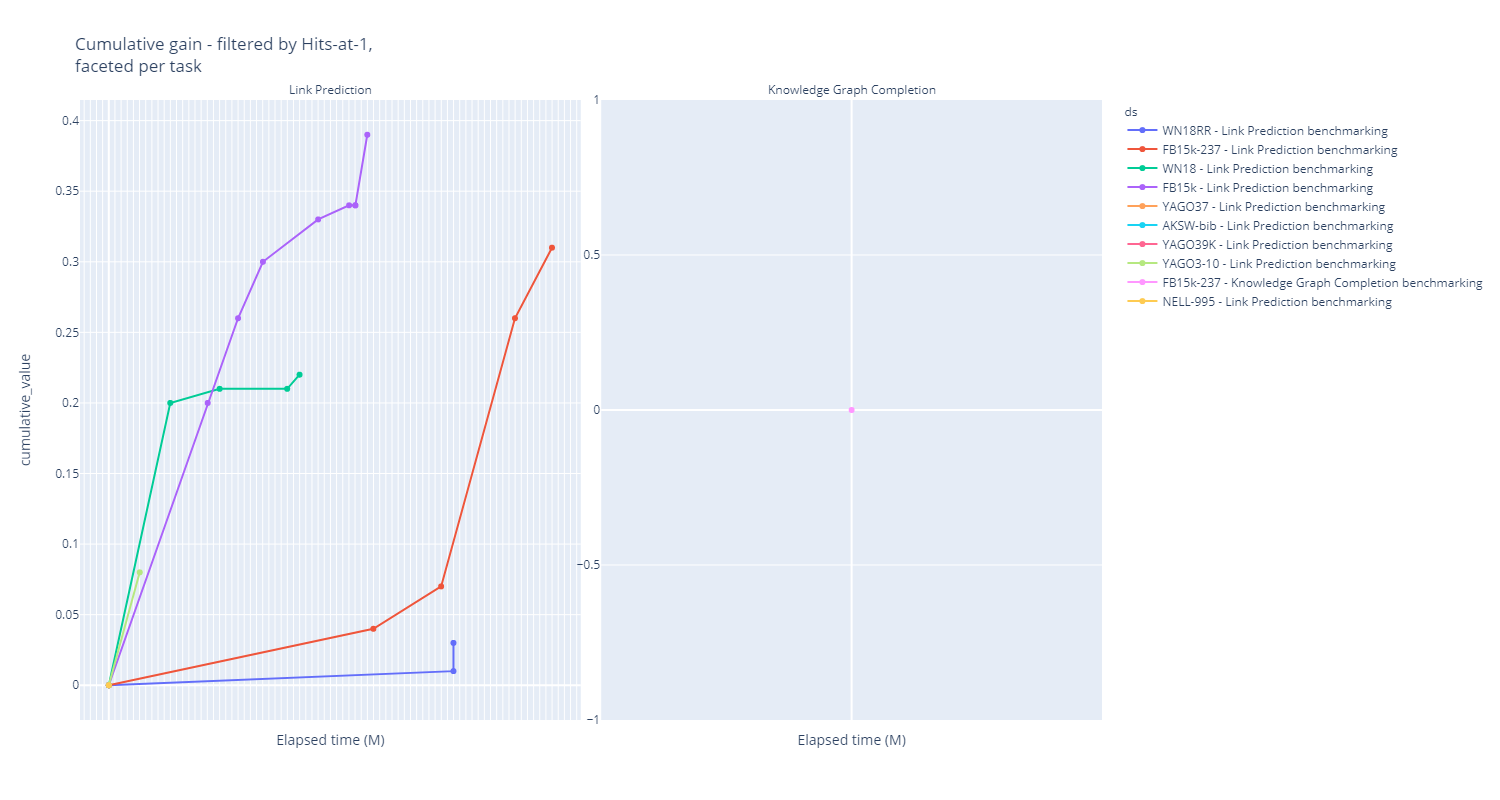 Cumulative gain - filtered by Hits-at-1,
faceted per task
Link Prediction
Knowledge Graph Completion
cumulative_value
0.4
0.35
0.3
0.25
0.2
0.15
0.1
0.05
0
Elapsed time (M)
1
0.5
0
−0.5
−1
Elapsed time (M)
ds
WN18RR - Link Prediction benchmarking
FB15k-237 - Link Prediction benchmarking
WN18 - Link Prediction benchmarking
FB15k - Link Prediction benchmarking
YAGO37 - Link Prediction benchmarking
AKSW-bib - Link Prediction benchmarking
YAGO39K - Link Prediction benchmarking
YAGO3-10 - Link Prediction benchmarking
FB15k-237 - Knowledge Graph Completion benchmarking
NELL-995 - Link Prediction benchmarking